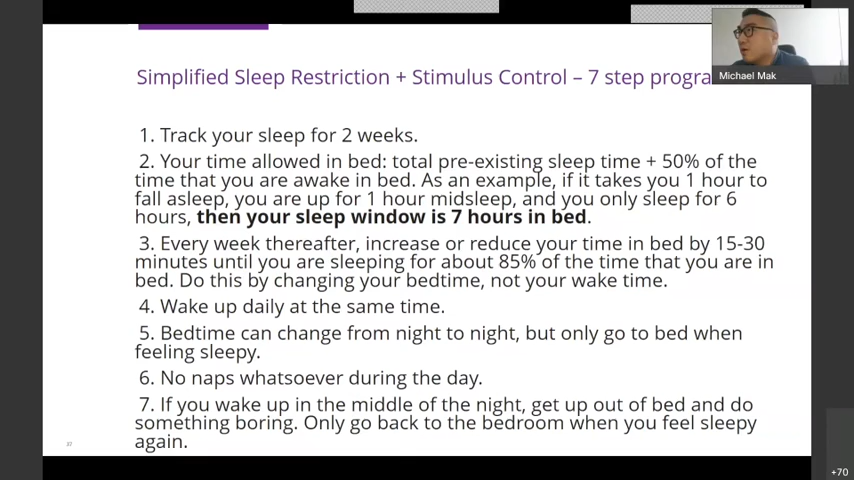 Simplified Sleep Restriction + Stimulus Control – 7 step progra
Michael Mak
1. Track your sleep for 2 weeks.
2. Your time allowed in bed: total pre-existing sleep time + 50% of the
time that you are awake in bed. As an example, if it takes you 1 hour to
fall asleep, you are up for 1 hour midsleep, and you only sleep for 6
hours, then your sleep window is 7 hours in bed.
3. Every week thereafter, increase or reduce your time in bed by 15-30
minutes until you are sleeping for about 85% of the time that you are in
bed. Do this by changing your bedtime, not your wake time.
4. Wake up daily at the same time.
5. Bedtime can change from night to night, but only go to bed when
feeling sleepy.
6. No naps whatsoever during the day.
7. If you wake up in the middle of the night, get up out of bed and do
something boring. Only go back to the bedroom when you feel sleepy
again.
+70